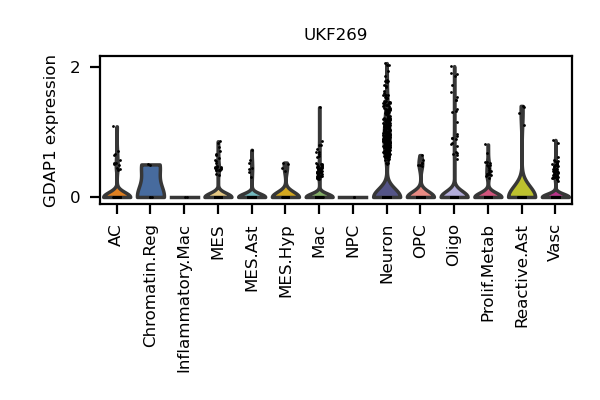 UKF269
GDAP1 expression
2
0
AC
Chromatin.Reg
Inflammatory.Mac
MES
MES.Ast
MES.Hyp
Mac
NPC
Neuron
OPC
Oligo
Prolif.Metab
Reactive.Ast
Vasc